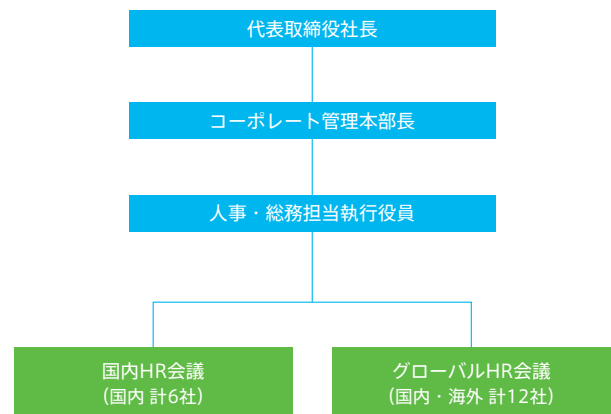 代表取締役社長
コーポレート管理本部長
人事・総務担当執行役員
国内HR会議
(国内 計6社)
グローバルHR会議
(国内・海外 計12社)